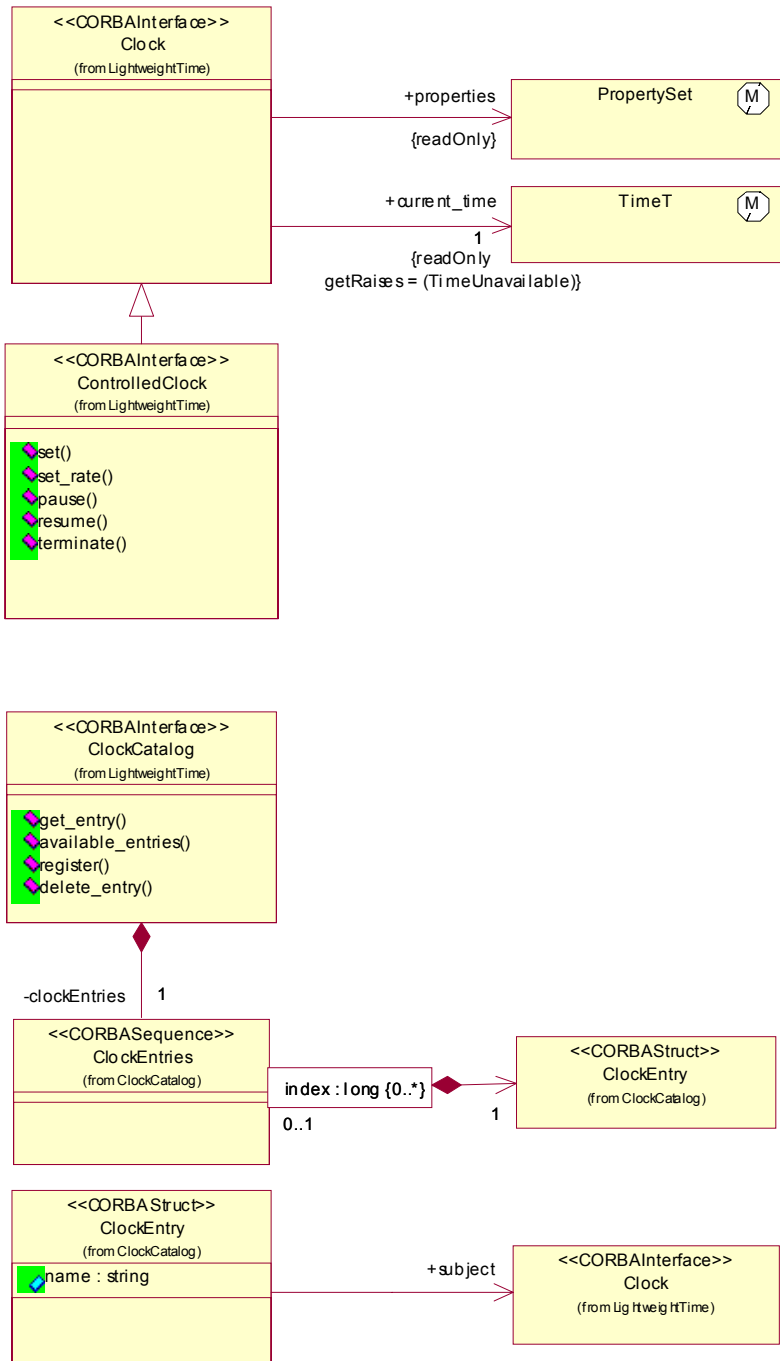 <<CORBAInterface>>
Clock
(from LightweightTime)
+properties
{readOnly}
PropertySet
M
+current_time
1
{readOnly
getRaises = (TimeUnavailable)}
TimeT
M
<<CORBAInterface>>
ControlledClock
(from LightweightTime)
set()
set_rate()
pause()
resume()
terminate()
<<CORBAInterface>>
ClockCatalog
(from LightweightTime)
get_entry()
available_entries()
register()
delete_entry()
-clockEntries
1
<<CORBASequence>>
ClockEntries
(from ClockCatalog)
index : long {0..*}
0..1
1
<<CORBAStruct>>
ClockEntry
(from ClockCatalog)
<<CORBAStruct>>
ClockEntry
(from ClockCatalog)
name : string
+subject
<<CORBAInterface>>
Clock
(from LightweightTime)